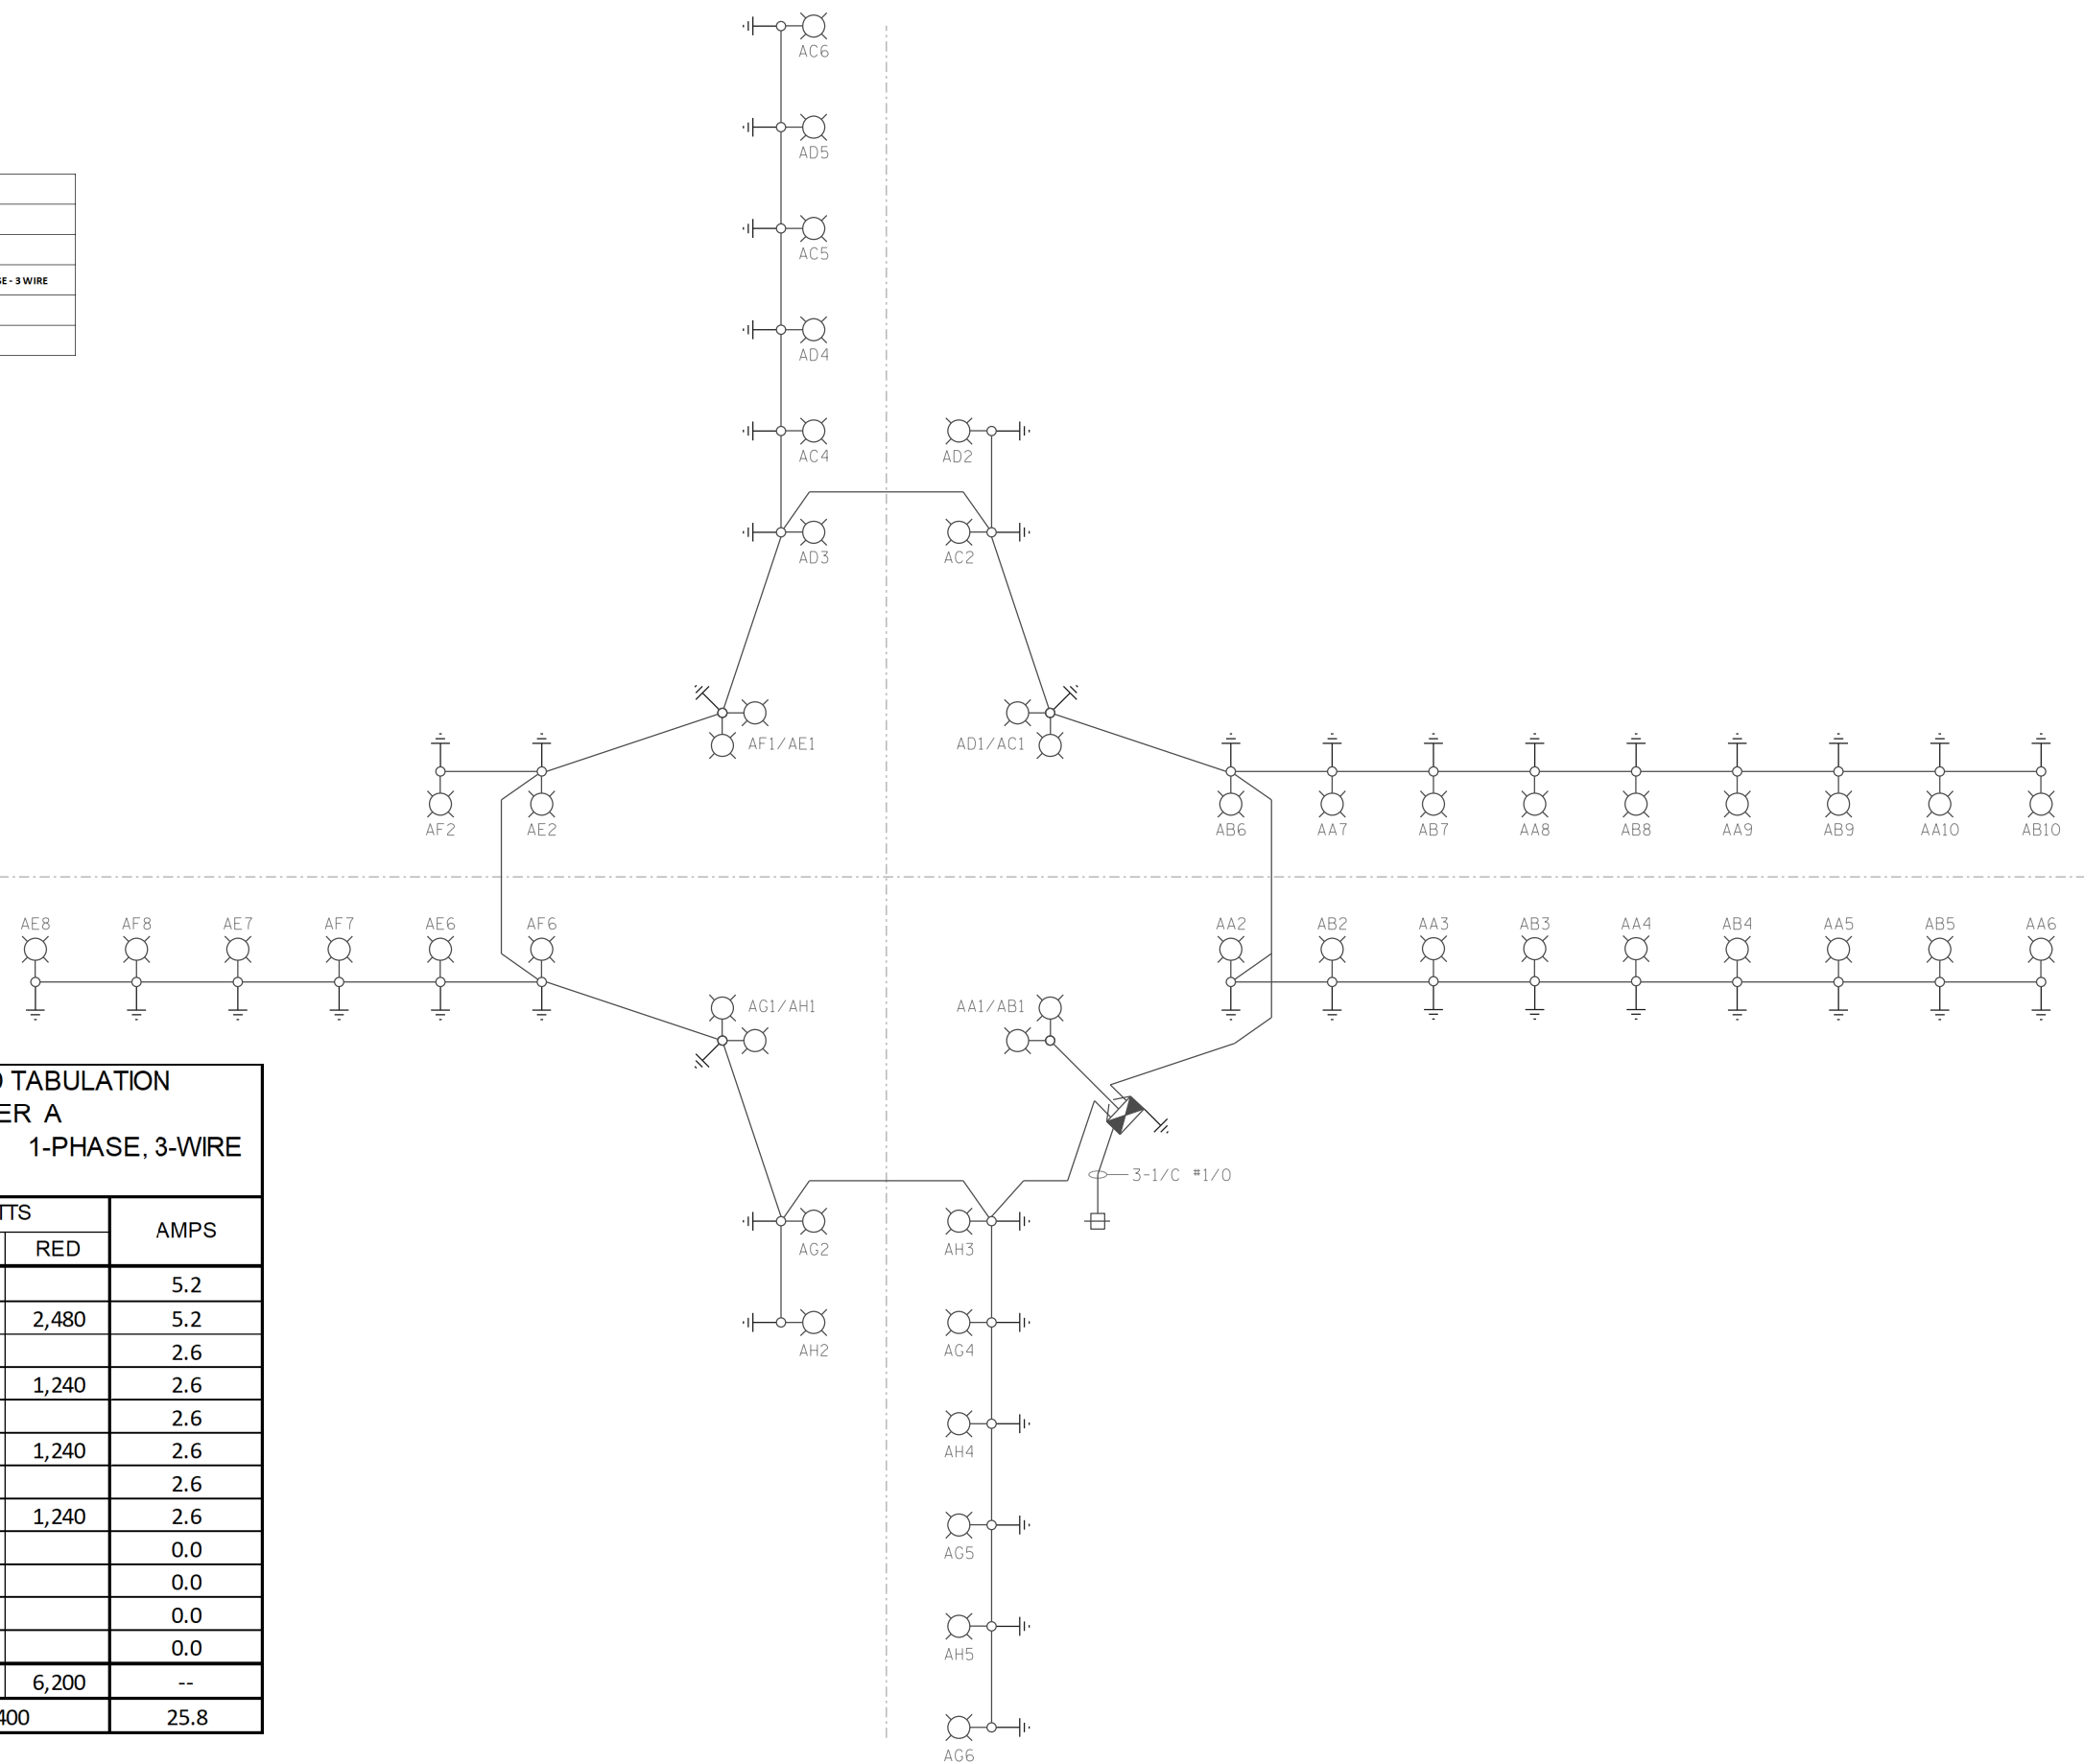 AC6
AD5
AC5
- 3 WIRE
AD4
AC4
AD2
AD3
AC2
AF1/AE1
AD1/AC1
AF2
AE2
AB6
AA7
AB7
AA8
AB8
AA9
AB9
AA10
AB10
AE8
AF8
AE7
AF7
AE6
AF6
AA2
AB2
AA3
AB3
AA4
AB4
AA5
AB5
AA6
AG1/AH1
AA1/AB1
TABULATION
A
1-PHASE, 3-WIRE
3-1/C #1/0
AMPS
RED
5.2
2,480
5.2
2.6
1,240
2.6
2.6
1,240
2.6
2.6
1,240
2.6
0.0
0.0
0.0
0.0
6,200
--
25.8
AG2
AH3
AH2
AG4
AH4
AG5
AH5
AG6